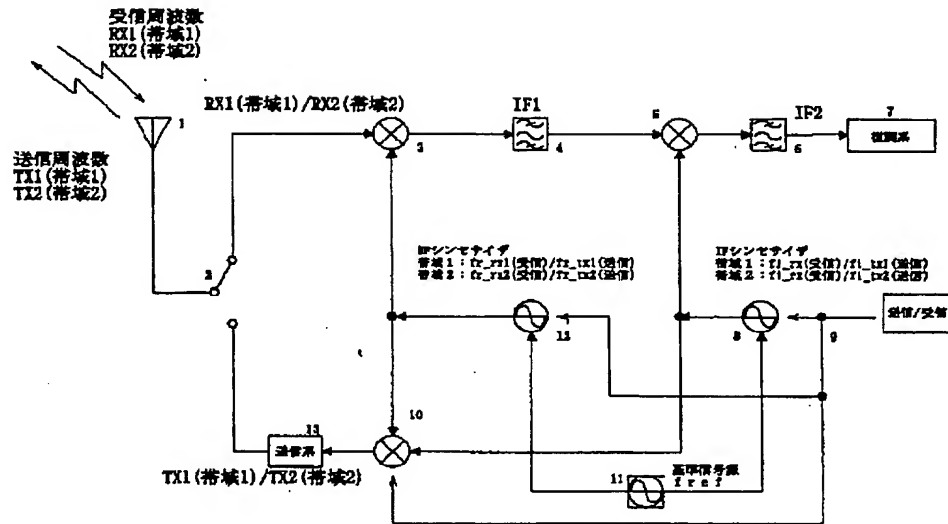 受信周波数
RX1(帯域1)
RX2(帯域2)
1
RX1(帯域1)/RX2(帯域2)
3
IF1
4
5
IF2
6
7
送信周波数
TX1(帯域1)
TX2(帯域2)
2
RFシンセサイザ
帯域1:fr_rx1(受信)/fr_tx1(送信)
帯域2:fr_rx2(受信)/fr_tx2(送信)
IFシンセサイザ
帯域1:fi_rx(受信)/fi_tx1(送信)
帯域2:fi_rx(受信)/fi_tx2(送信)
12
8
9
送信/受信
10
13
送信系
TX1(帯域1)/TX2(帯域2)
11
基準信号源
fref